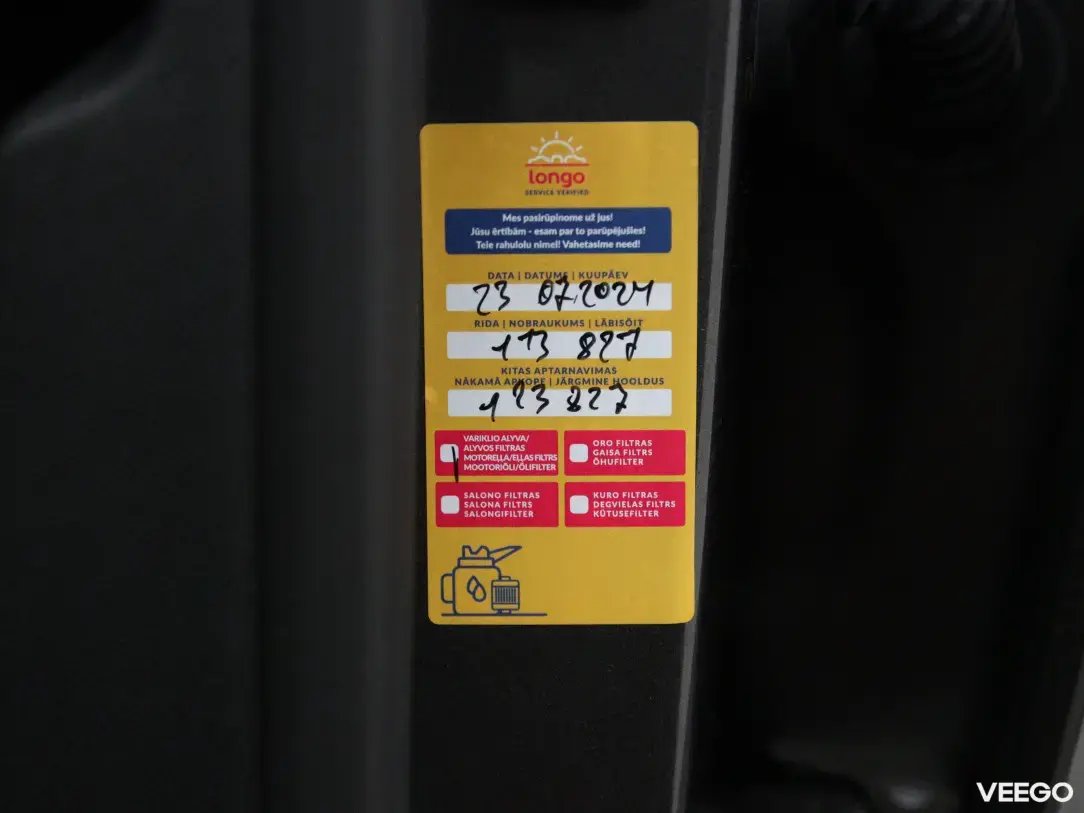 longo
SERVICE VERIFIED
Mes pasirūpinome už jus!
Jūsu ērtībām - esam par to parūpējušies!
Teie rahulolu nimel! Vahetasime need!
DATA | DATUMS | KUUPÄEV
23 07.2024
RIDA | NOBRAUKUMS | LÄBISÕIT
113 827
KITAS APTARNAVIMAS
NĀKAMĀ APKOPE | JÄRGMINE HOOLDUS
123 827
VARIKLIO ALYVA/
ALYVOS FILTRAS
MOTOREĻĻA/EĻĻAS FILTRS
MOOTORIÕLI/ÕLIFILTER
ORO FILTRAS
GAISA FILTRS
ÕHUFILTER
SALONO FILTRAS
SALONA FILTRS
SALONGIFILTER
KURO FILTRAS
DEGVIELAS FILTRS
KÜTUSEFILTER
VEEGO